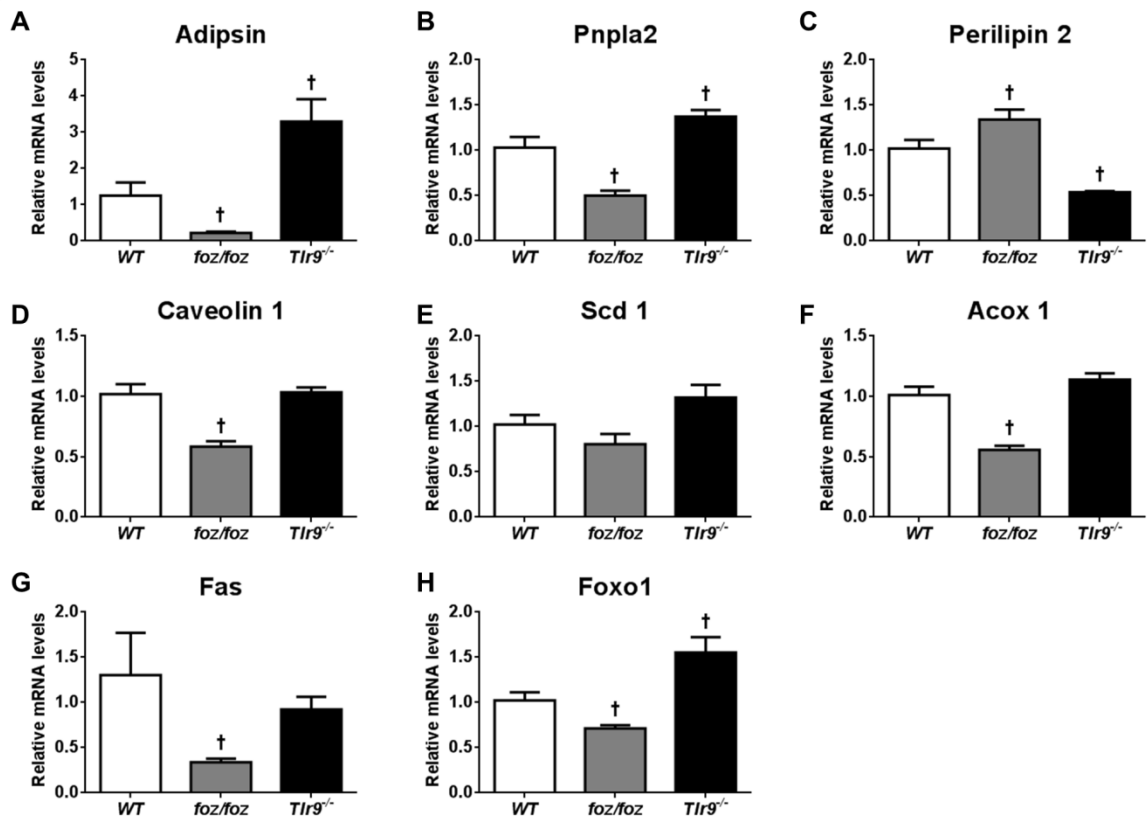 A
Adipsin
Relative mRNA levels
5
4
3
2
1
0
†
†
WT
foz/foz
Tlr9-/-
B
Pnpla2
Relative mRNA levels
2.0
1.5
1.0
0.5
0.0
†
†
WT
foz/foz
Tlr9-/-
C
Perilipin 2
Relative mRNA levels
2.0
1.5
1.0
0.5
0.0
†
†
WT
foz/foz
Tlr9-/-
D
Caveolin 1
Relative mRNA levels
1.5
1.0
0.5
0.0
†
WT
foz/foz
Tlr9-/-
E
Scd 1
Relative mRNA levels
2.0
1.5
1.0
0.5
0.0
WT
foz/foz
Tlr9-/-
F
Acox 1
Relative mRNA levels
1.5
1.0
0.5
0.0
†
WT
foz/foz
Tlr9-/-
G
Fas
Relative mRNA levels
2.0
1.5
1.0
0.5
0.0
†
WT
foz/foz
Tlr9-/-
H
Foxo1
Relative mRNA levels
2.0
1.5
1.0
0.5
0.0
†
†
WT
foz/foz
Tlr9-/-